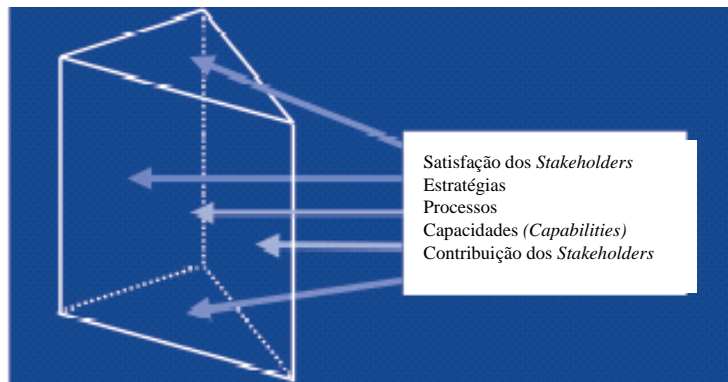 Satisfação dos Stakeholders
Estratégias
Processos
Capacidades (Capabilities)
Contribuição dos Stakeholders